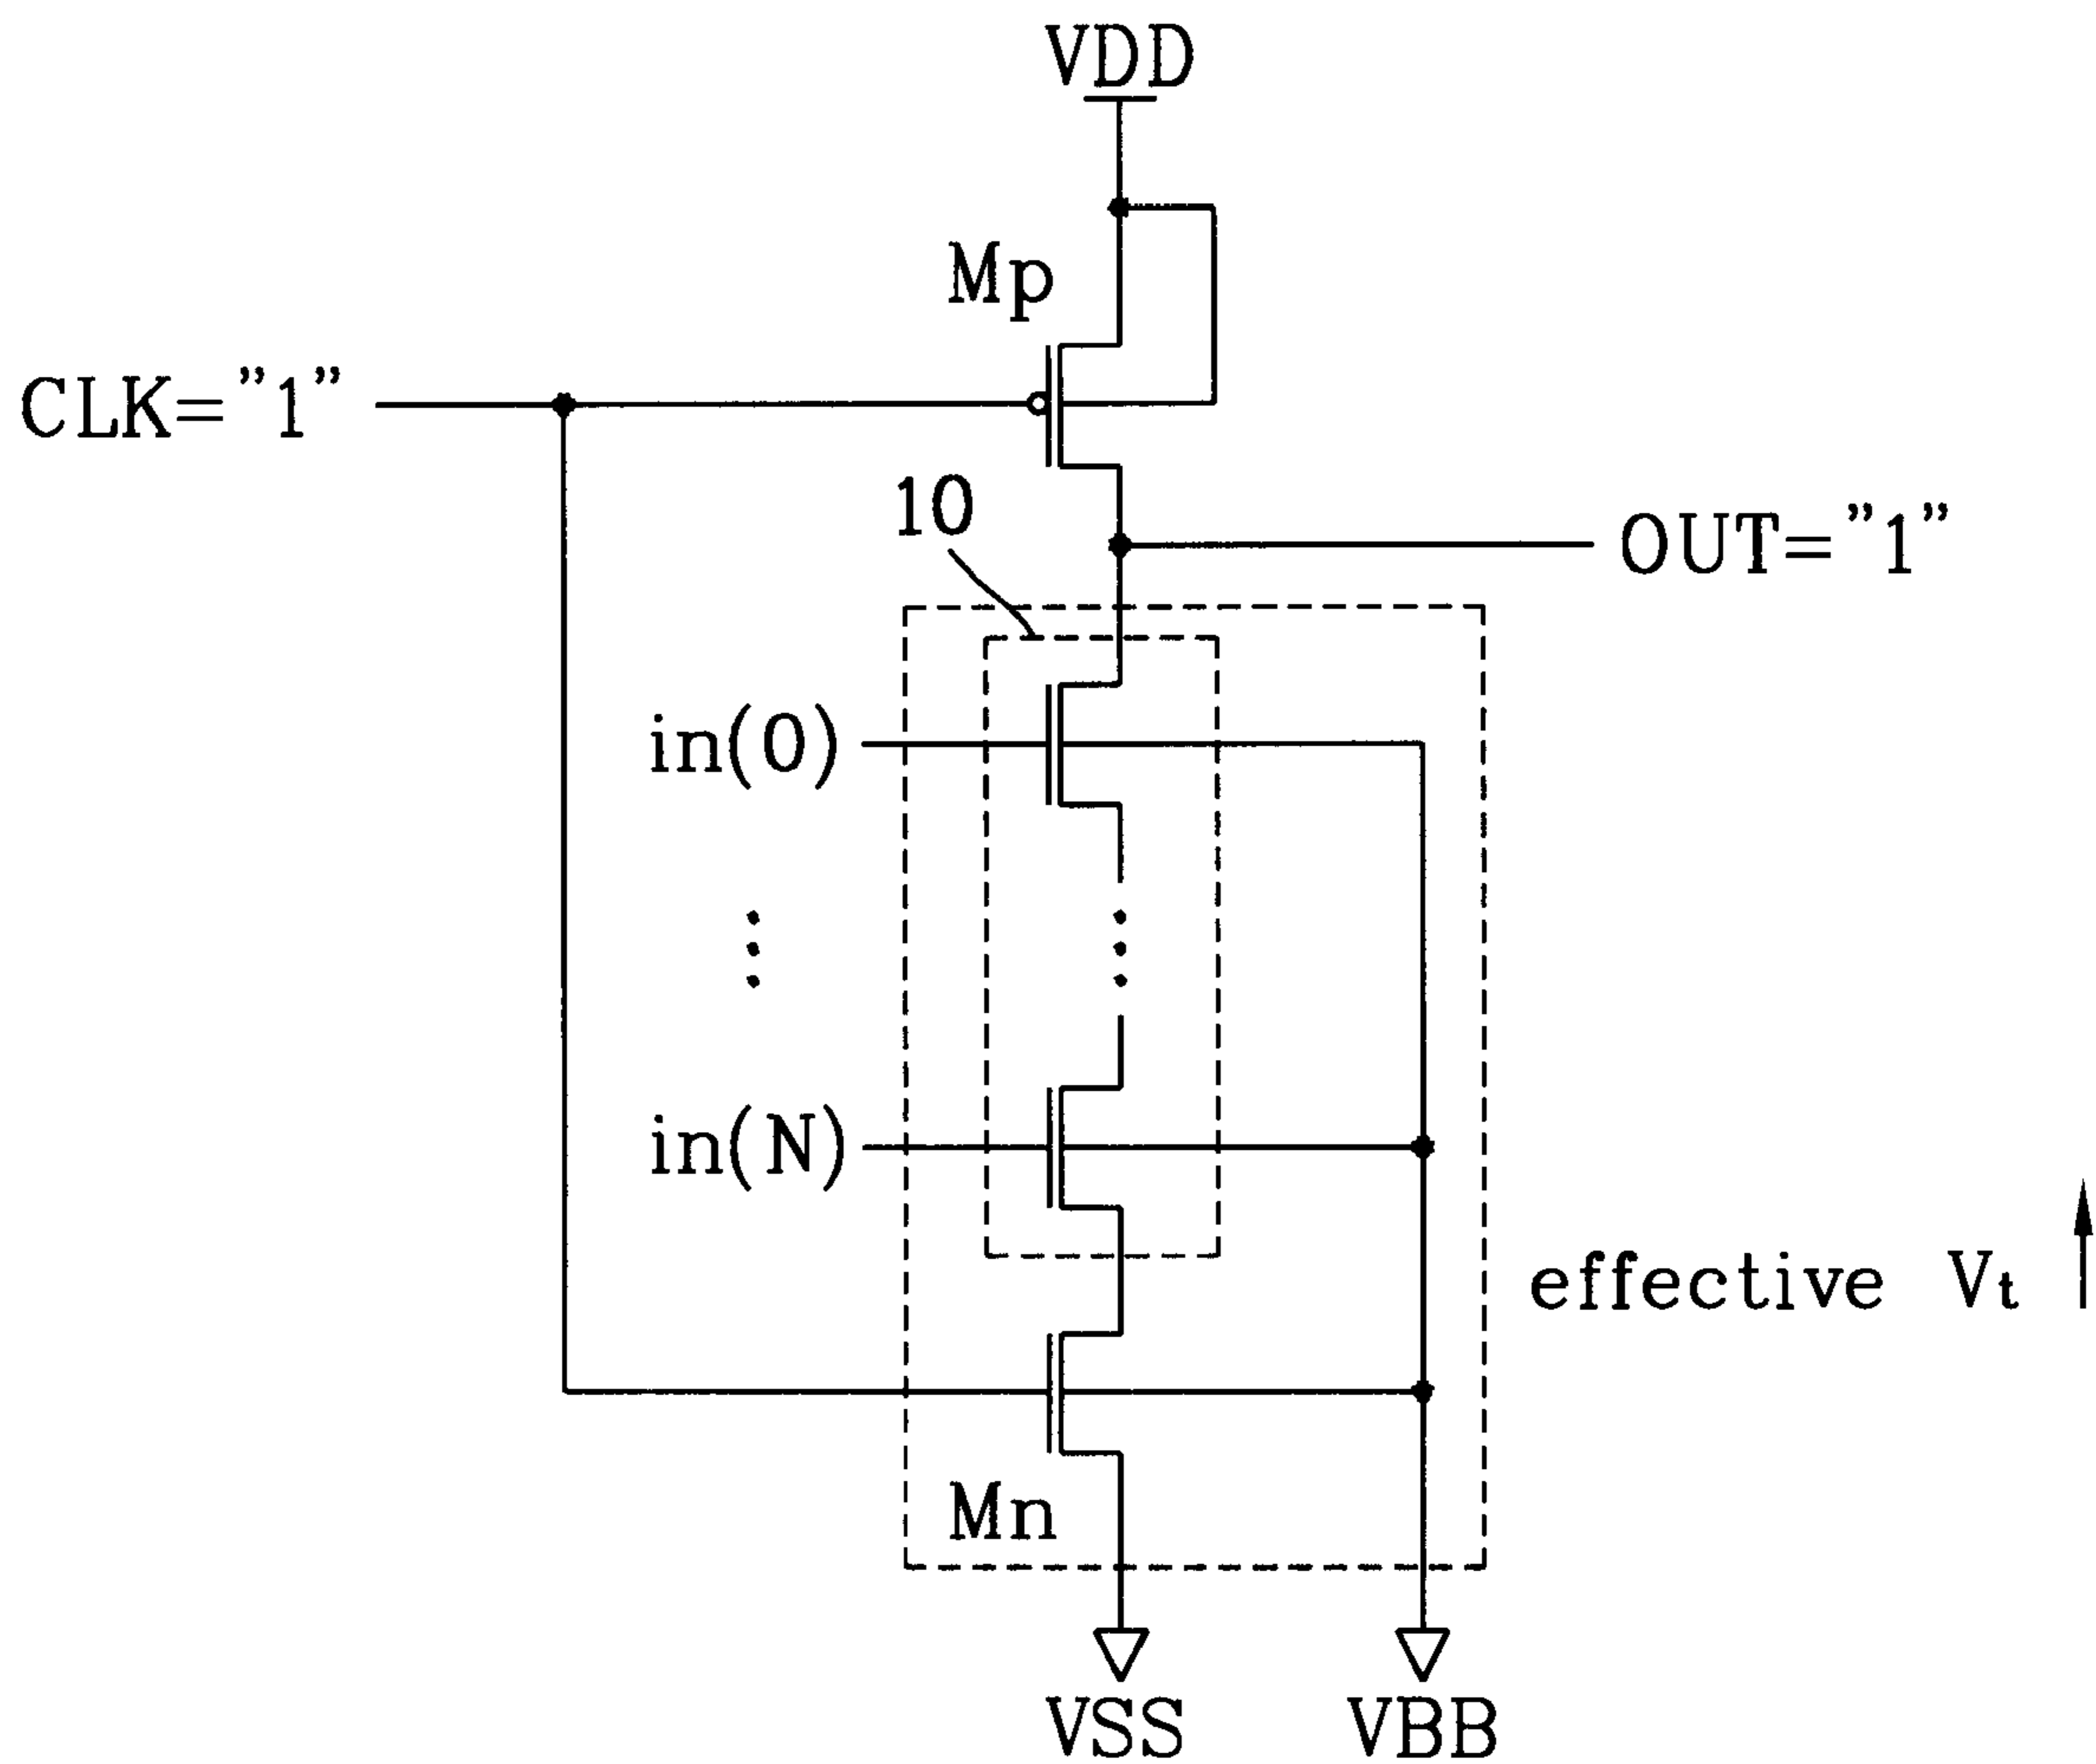 VDD
Mp
CLK="1"
10
OUT="1"
in(0)
in(N)
effective Vt
Mn
VSS
VBB